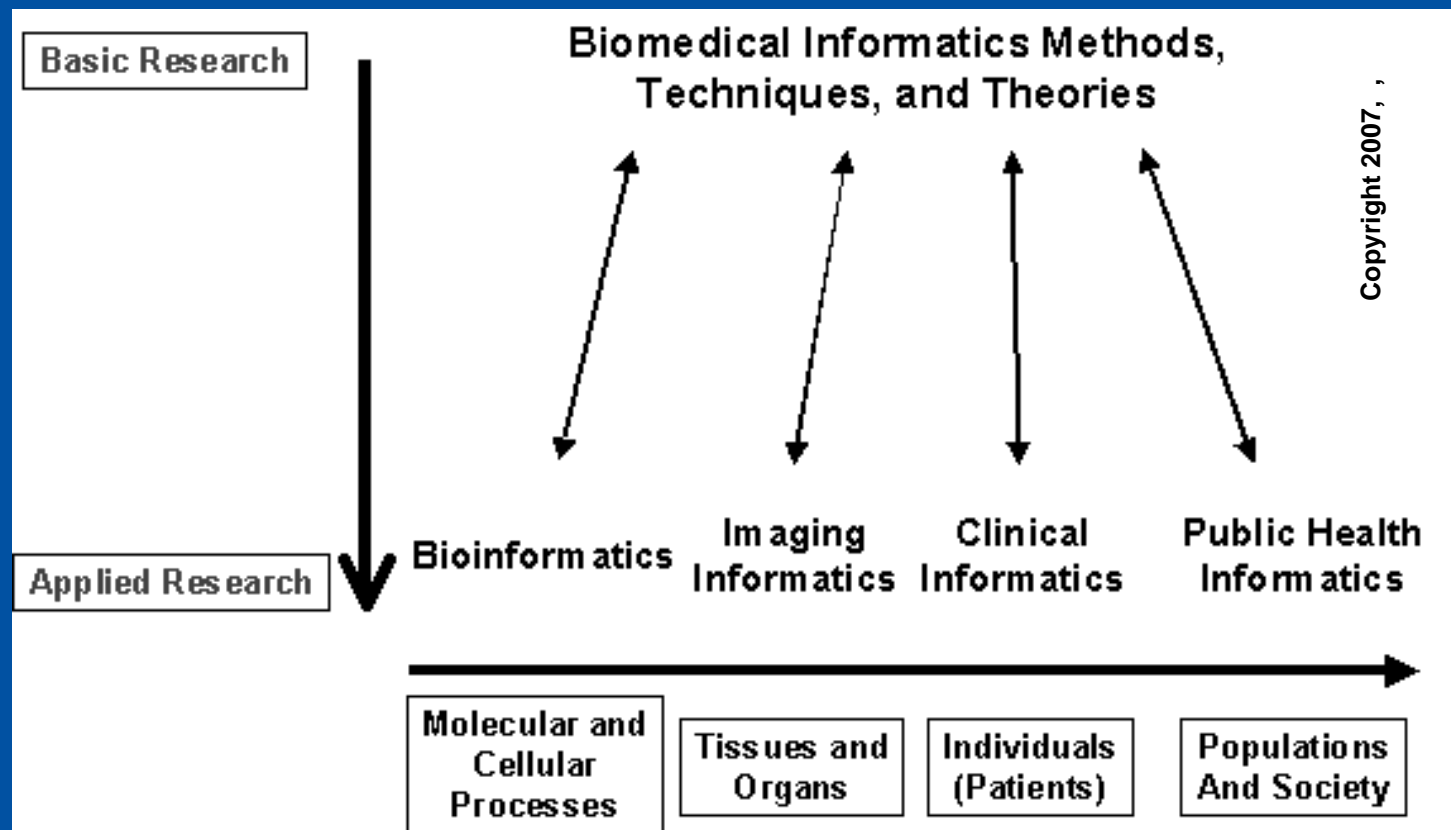 Basic Research
Biomedical Informatics Methods,
Techniques, and Theories
Copyright 2007, ,
Applied Research
Bioinformatics
Imaging
Informatics
Clinical
Informatics
Public Health
Informatics
Molecular and
Cellular
Processes
Tissues and
Organs
Individuals
(Patients)
Populations
And Society